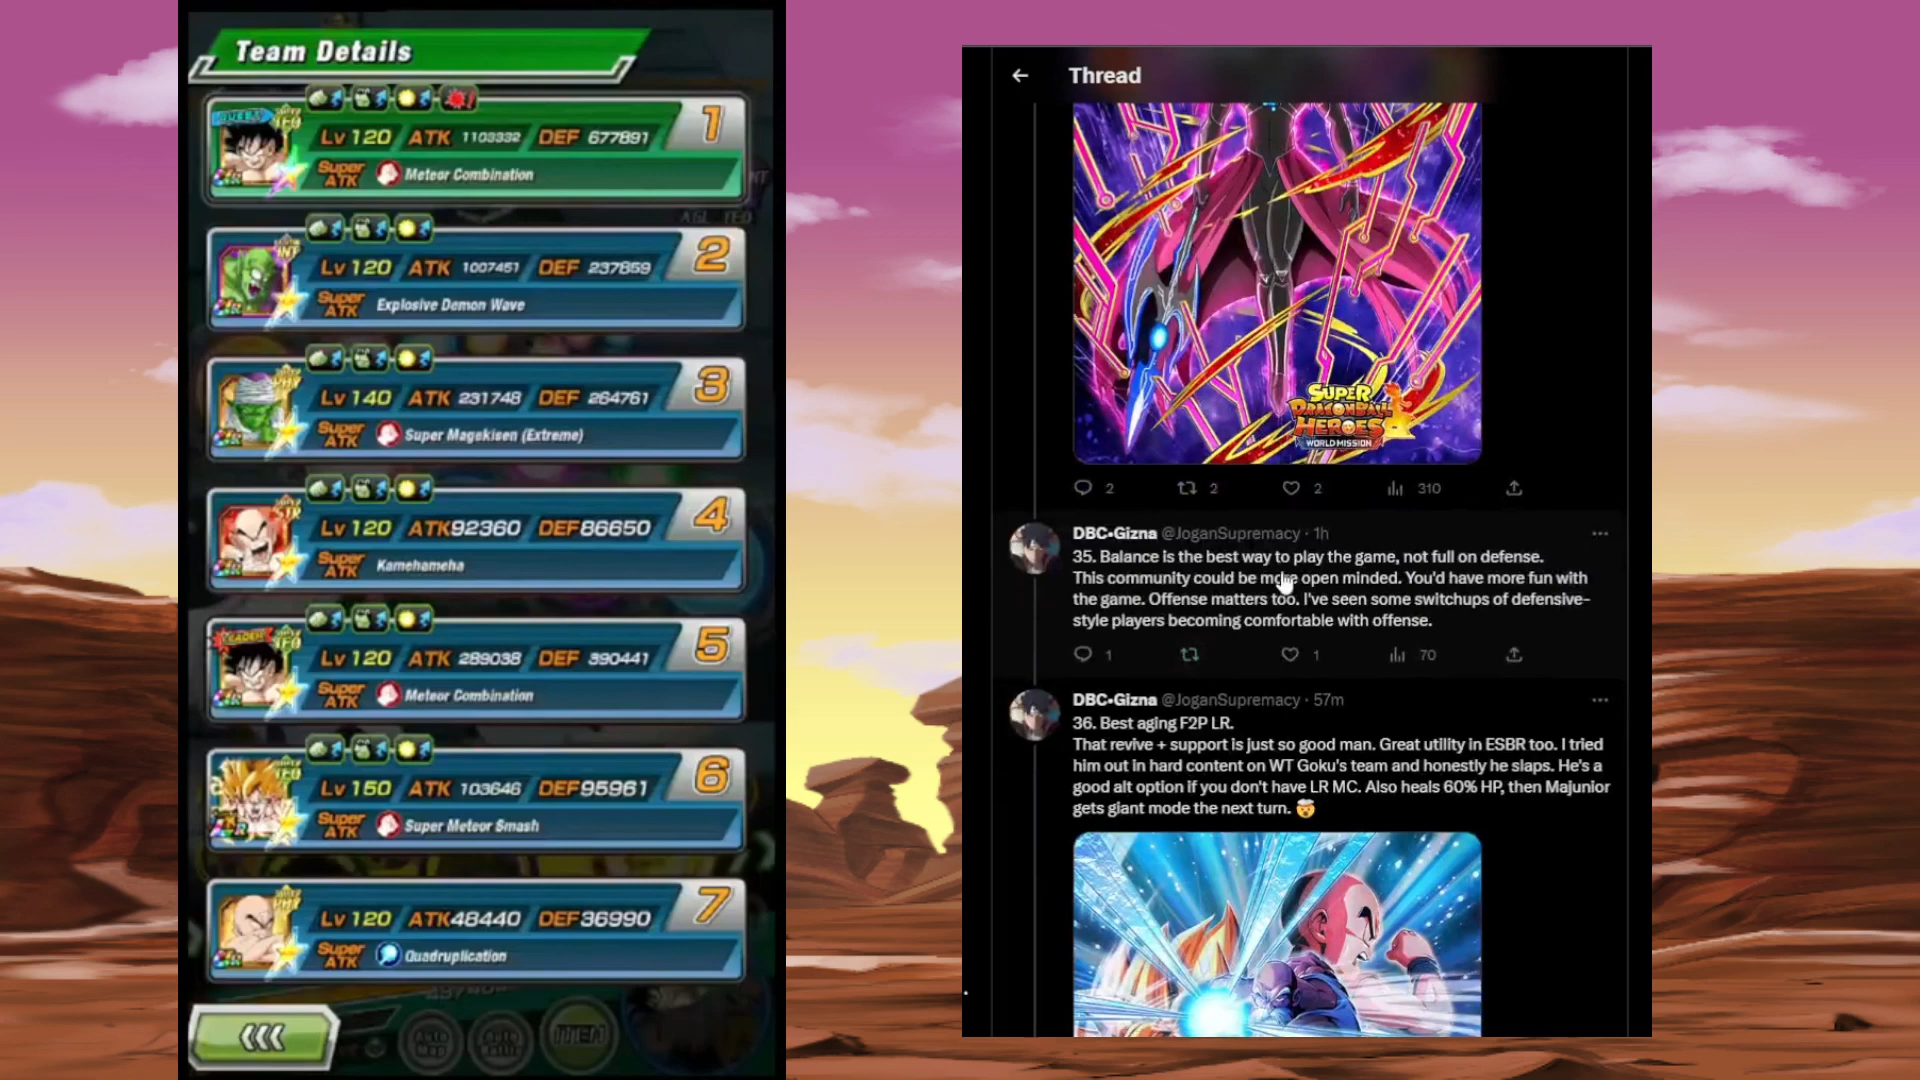 Team Details
1
Lv 120 ATK 1103332 DEF 677891
Super ATK Meteor Combination
2
Lv 120 ATK 1007451 DEF 237859
Super ATK Explosive Demon Wave
3
Lv 140 ATK 231748 DEF 264761
Super ATK Super Magekisen (Extreme)
4
Lv 120 ATK 92360 DEF 86650
Super ATK Kamehameha
LEADER
5
Lv 120 ATK 289038 DEF 390441
Super ATK Meteor Combination
6
Lv 150 ATK 103646 DEF 95961
Super ATK Super Meteor Smash
7
Lv 120 ATK 48440 DEF 36990
Super ATK Quadruplication
Auto Map
Auto Battle
ITEM
Thread
SUPER
DRAGONBALL
HEROES
WORLD MISSION
2 2 2 310
DBC•Gizna @JoganSupremacy · 1h
35. Balance is the best way to play the game, not full on defense.
This community could be more open minded. You'd have more fun with
the game. Offense matters too. I've seen some switchups of defensive-
style players becoming comfortable with offense.
1 1 70
DBC•Gizna @JoganSupremacy · 57m
36. Best aging F2P LR.
That revive + support is just so good man. Great utility in ESBR too. I tried
him out in hard content on WT Goku's team and honestly he slaps. He's a
good alt option if you don't have LR MC. Also heals 60% HP, then Majunior
gets giant mode the next turn. 🤯